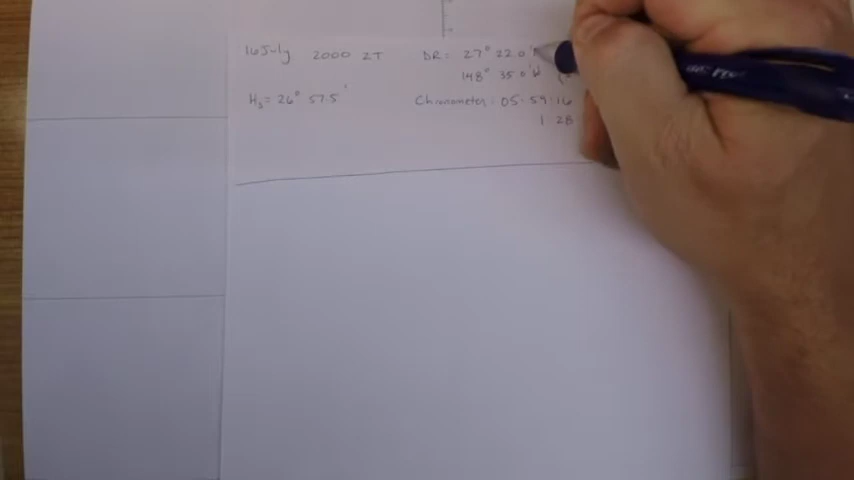 16 July 2000 ZT DR: 27° 22.0'
148° 35.0'W
Hs = 26° 57.5' Chronometer: 05-59-16
1 28